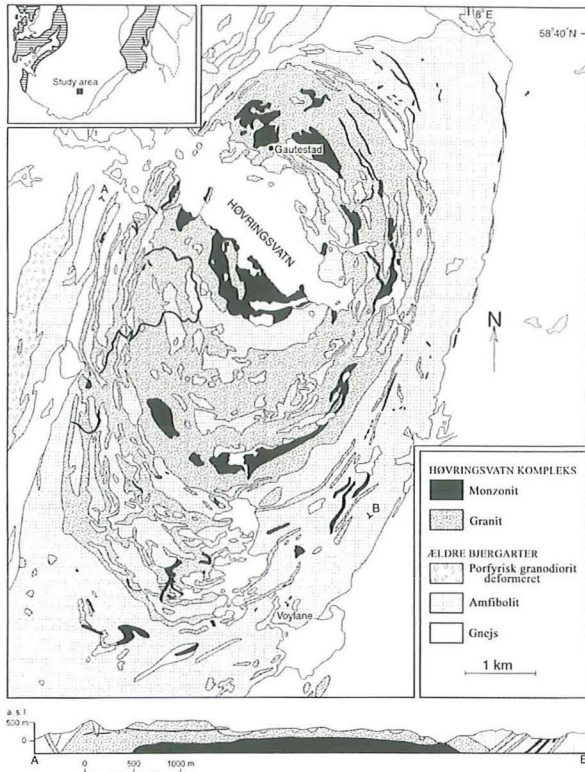 Study area
8°E
58°40' N
Gautestad
HØVRINGSVATN
A
N
B
Voylane
HØVRINGSVATN KOMPLEKS
Monzonit
Granit
ÆLDRE BJERGARTER
Porfyrisk granodiorit
deformeret
Amfibolit
Gnejs
1 km
a. s. l.
500 m
0
A
B
0 500 1000 m